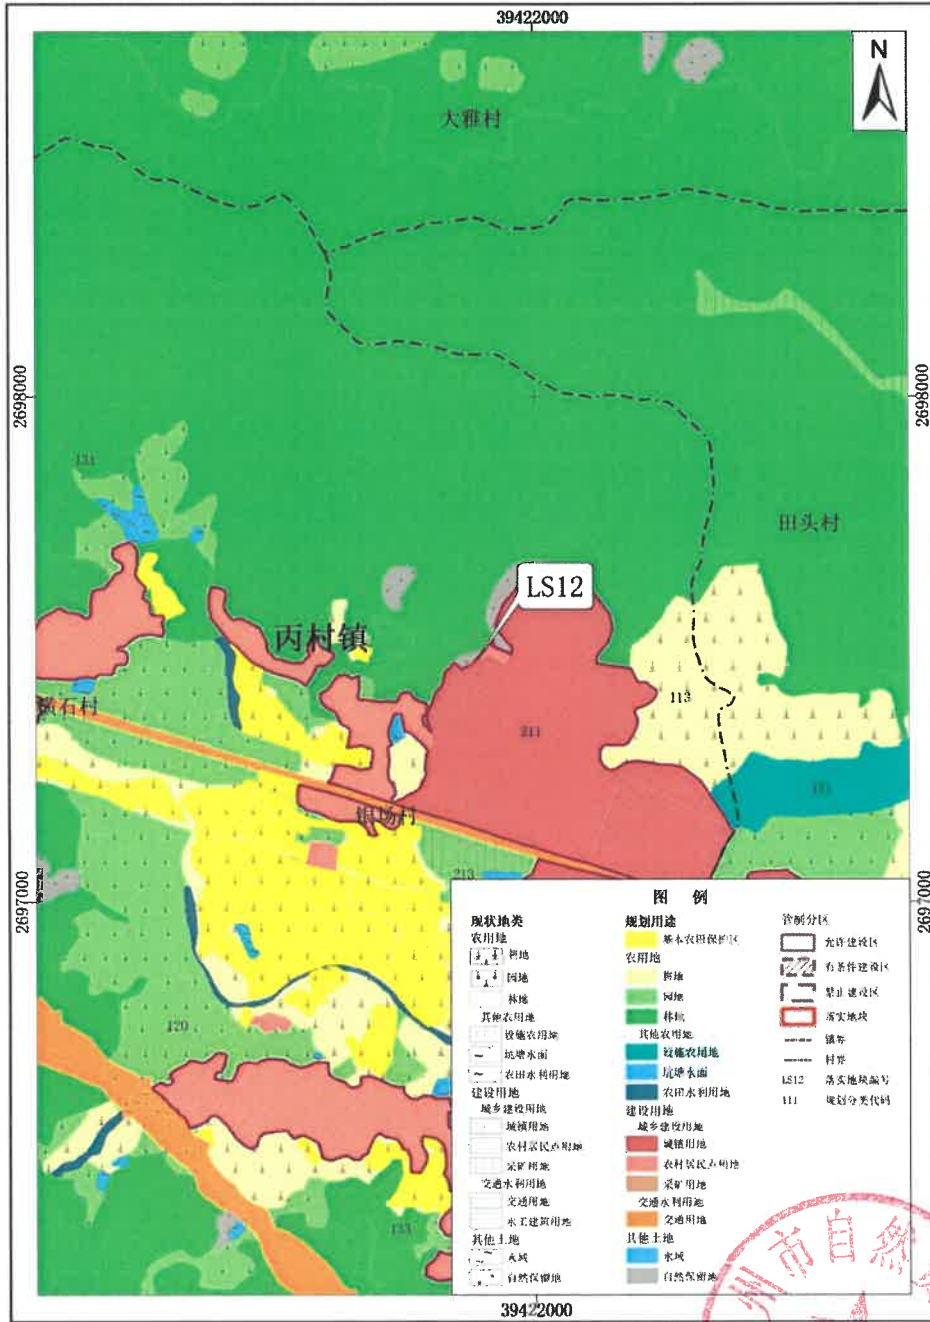 39422000
N
大雅村
2698000
2698000
131
田头村
LS12
丙村镇
113
横石村
211
银场村
213
2697000
2697000
120
133
图 例
现状地类
农用地
耕地
园地
林地
其他农用地
设施农用地
坑塘水面
农田水利用地
建设用地
城乡建设用地
城镇用地
农村居民点用地
采矿用地
交通水利用地
交通用地
水工建筑用地
其他土地
水域
自然保留地
规划用途
基本农田保护区
农用地
耕地
园地
林地
其他农用地
设施农用地
坑塘水面
农田水利用地
建设用地
城乡建设用地
城镇用地
农村居民点用地
采矿用地
交通水利用地
交通用地
其他土地
水域
自然保留地
管制分区
允许建设区
有条件建设区
禁止建设区
落实地块
镇界
村界
LS12 落实地块编号
111 规划分类代码
州市自然
39422000